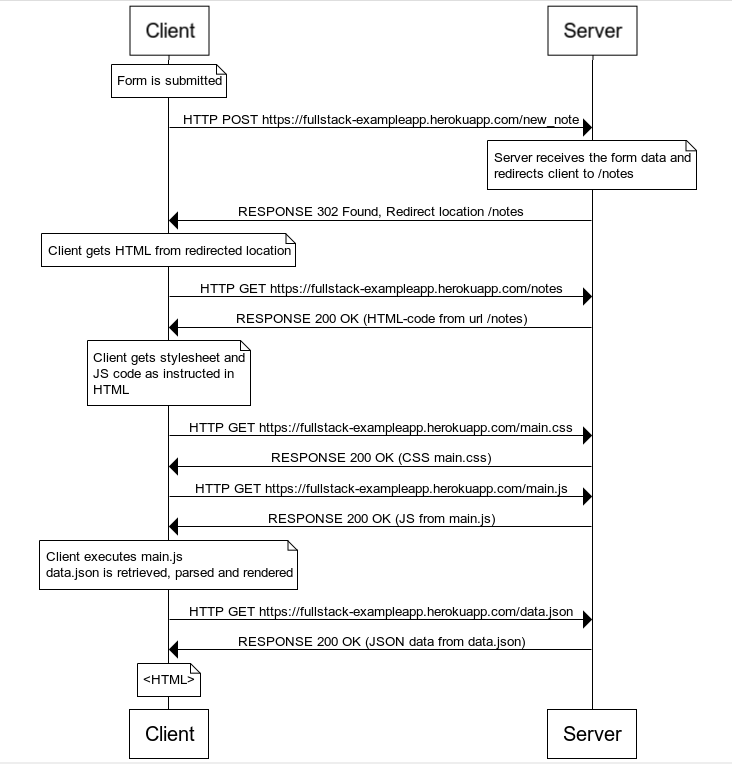 Client
Server
Form is submitted
HTTP POST https://fullstack-exampleapp.herokuapp.com/new_note
Server receives the form data and
redirects client to /notes
RESPONSE 302 Found, Redirect location /notes
Client gets HTML from redirected location
HTTP GET https://fullstack-exampleapp.herokuapp.com/notes
RESPONSE 200 OK (HTML-code from url /notes)
Client gets stylesheet and
JS code as instructed in
HTML
HTTP GET https://fullstack-exampleapp.herokuapp.com/main.css
RESPONSE 200 OK (CSS main.css)
HTTP GET https://fullstack-exampleapp.herokuapp.com/main.js
RESPONSE 200 OK (JS from main.js)
Client executes main.js
data.json is retrieved, parsed and rendered
HTTP GET https://fullstack-exampleapp.herokuapp.com/data.json
RESPONSE 200 OK (JSON data from data.json)
<HTML>
Client
Server